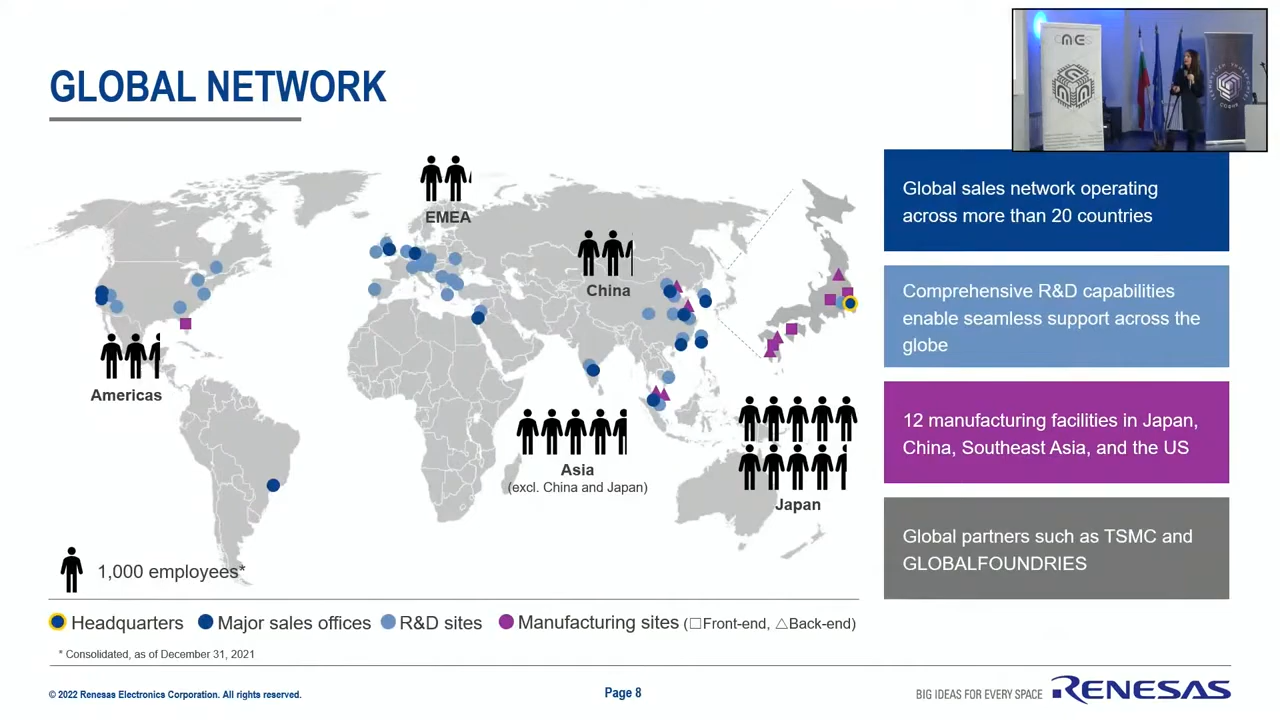 GLOBAL NETWORK
EMEA
China
Americas
Asia
(excl. China and Japan)
Japan
1,000 employees*
Headquarters
Major sales offices
R&D sites
Manufacturing sites (□Front-end, △Back-end)
* Consolidated, as of December 31, 2021
Global sales network operating
across more than 20 countries
Comprehensive R&D capabilities
enable seamless support across the
globe
12 manufacturing facilities in Japan,
China, Southeast Asia, and the US
Global partners such as TSMC and
GLOBALFOUNDRIES
© 2022 Renesas Electronics Corporation. All rights reserved.
Page 8
BIG IDEAS FOR EVERY SPACE
RENESAS